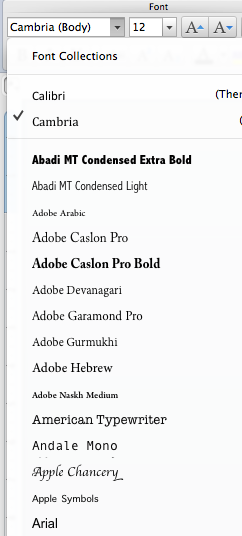 Font
Cambria (Body) 12 A A
Font Collections
Calibri (Ther
Cambria (
Abadi MT Condensed Extra Bold
Abadi MT Condensed Light
Adobe Arabic
Adobe Caslon Pro
Adobe Caslon Pro Bold
Adobe Devanagari
Adobe Garamond Pro
Adobe Gurmukhi
Adobe Hebrew
Adobe Naskh Medium
American Typewriter
Andale Mono
Apple Chancery
Apple Symbols
Arial